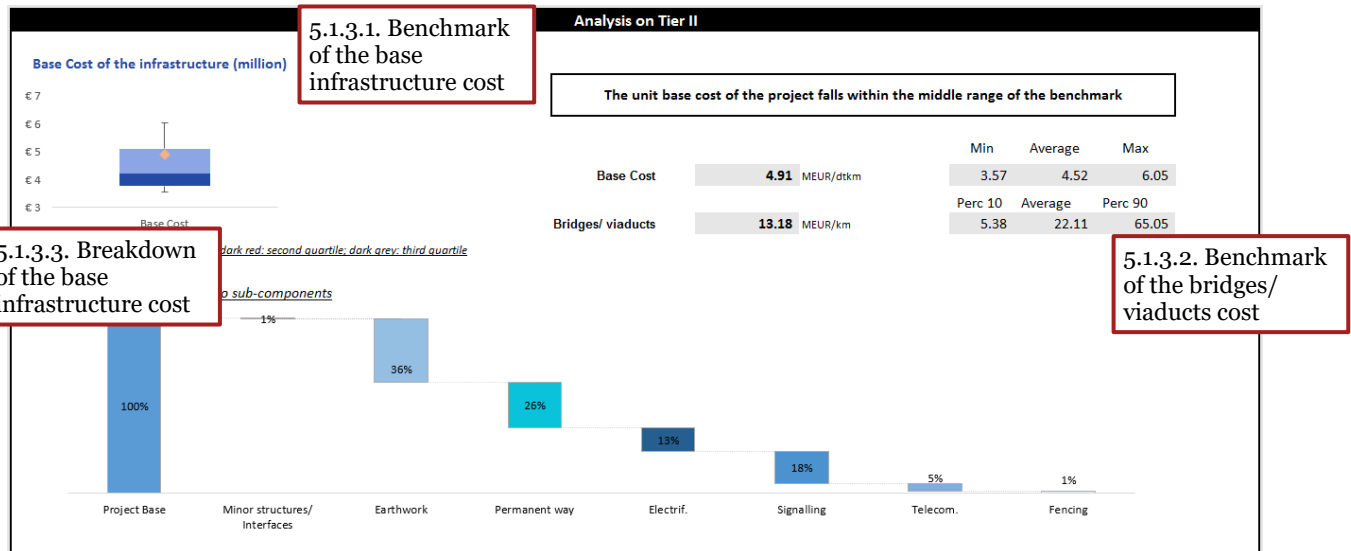 Analysis on Tier II
5.1.3.1. Benchmark
of the base
infrastructure cost
Base Cost of the infrastructure (million)
The unit base cost of the project falls within the middle range of the benchmark
€ 7
€ 6
€ 5
€ 4
€ 3
Base Cost
Min Average Max
Base Cost 4.91 MEUR/dtkm 3.57 4.52 6.05
Perc 10 Average Perc 90
Bridges/ viaducts 13.18 MEUR/km 5.38 22.11 65.05
5.1.3.3. Breakdown
of the base
infrastructure cost
dark red: second quartile; dark grey: third quartile
sub-components
5.1.3.2. Benchmark
of the bridges/
viaducts cost
100%
1%
36%
26%
13%
18%
5%
1%
Project Base
Minor structures/
Interfaces
Earthwork
Permanent way
Electrif.
Signalling
Telecom.
Fencing